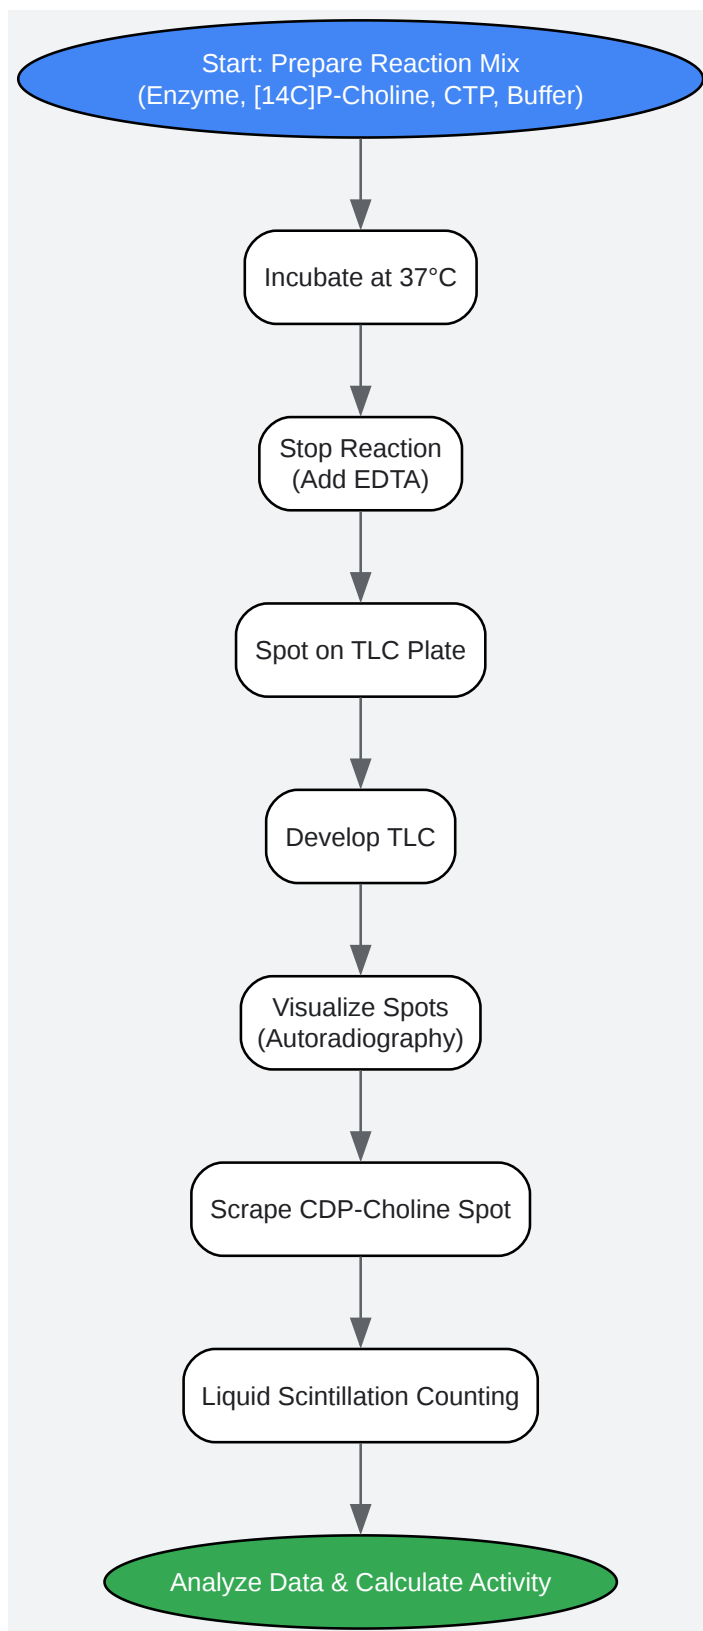 Start: Prepare Reaction Mix
(Enzyme, [14C]P-Choline, CTP, Buffer)
Incubate at 37°C
Stop Reaction
(Add EDTA)
Spot on TLC Plate
Develop TLC
Visualize Spots
(Autoradiography)
Scrape CDP-Choline Spot
Liquid Scintillation Counting
Analyze Data & Calculate Activity